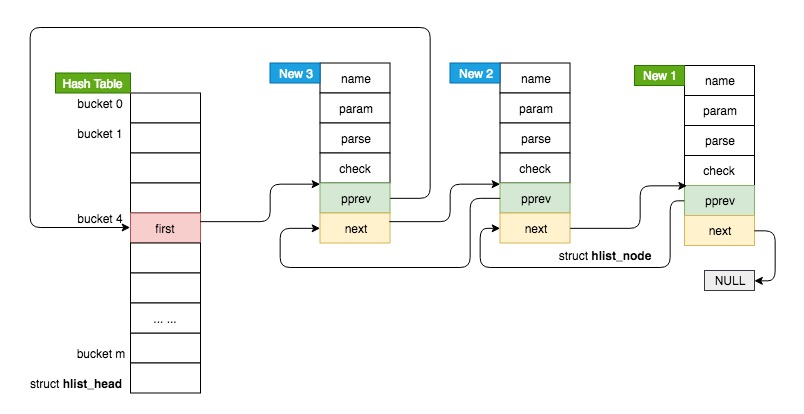 Hash Table
bucket 0
bucket 1
bucket 4
first
... ...
bucket m
struct hlist_head
New 3
name
param
parse
check
pprev
next
New 2
name
param
parse
check
pprev
next
struct hlist_node
New 1
name
param
parse
check
pprev
next
NULL